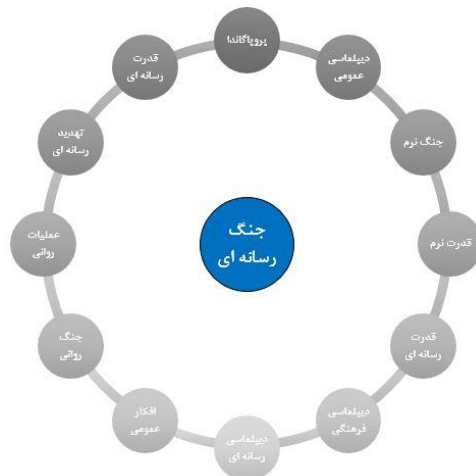 پروپاگاندا
دیپلماسی
عمومی
جنگ نرم
قدرت نرم
قدرت
رسانه ای
دیپلماسی
فرهنگی
دیپلماسی
رسانه ای
افکار
عمومی
جنگ
روانی
عملیات
روانی
تهدید
رسانه ای
قدرت
رسانه ای
جنگ
رسانه ای